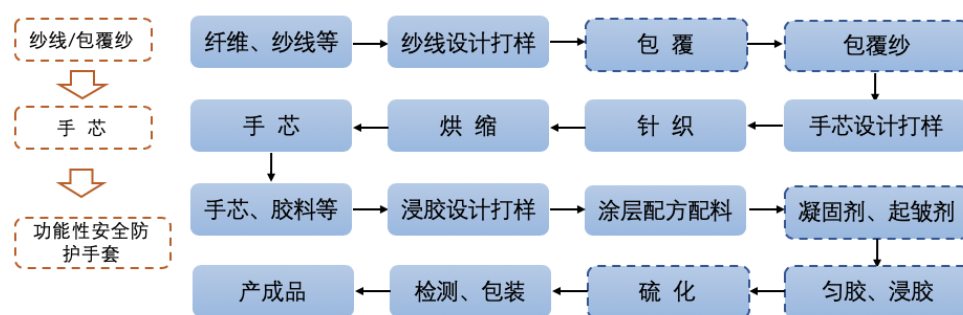 纱线/包覆纱
纤维、纱线等
纱线设计打样
包 覆
包覆纱
手 芯
手 芯
烘 缩
针 织
手芯设计打样
手芯、胶料等
浸胶设计打样
涂层配方配料
凝固剂、起皱剂
功能性安全防
护手套
产成品
检测、包装
硫 化
匀胶、浸胶